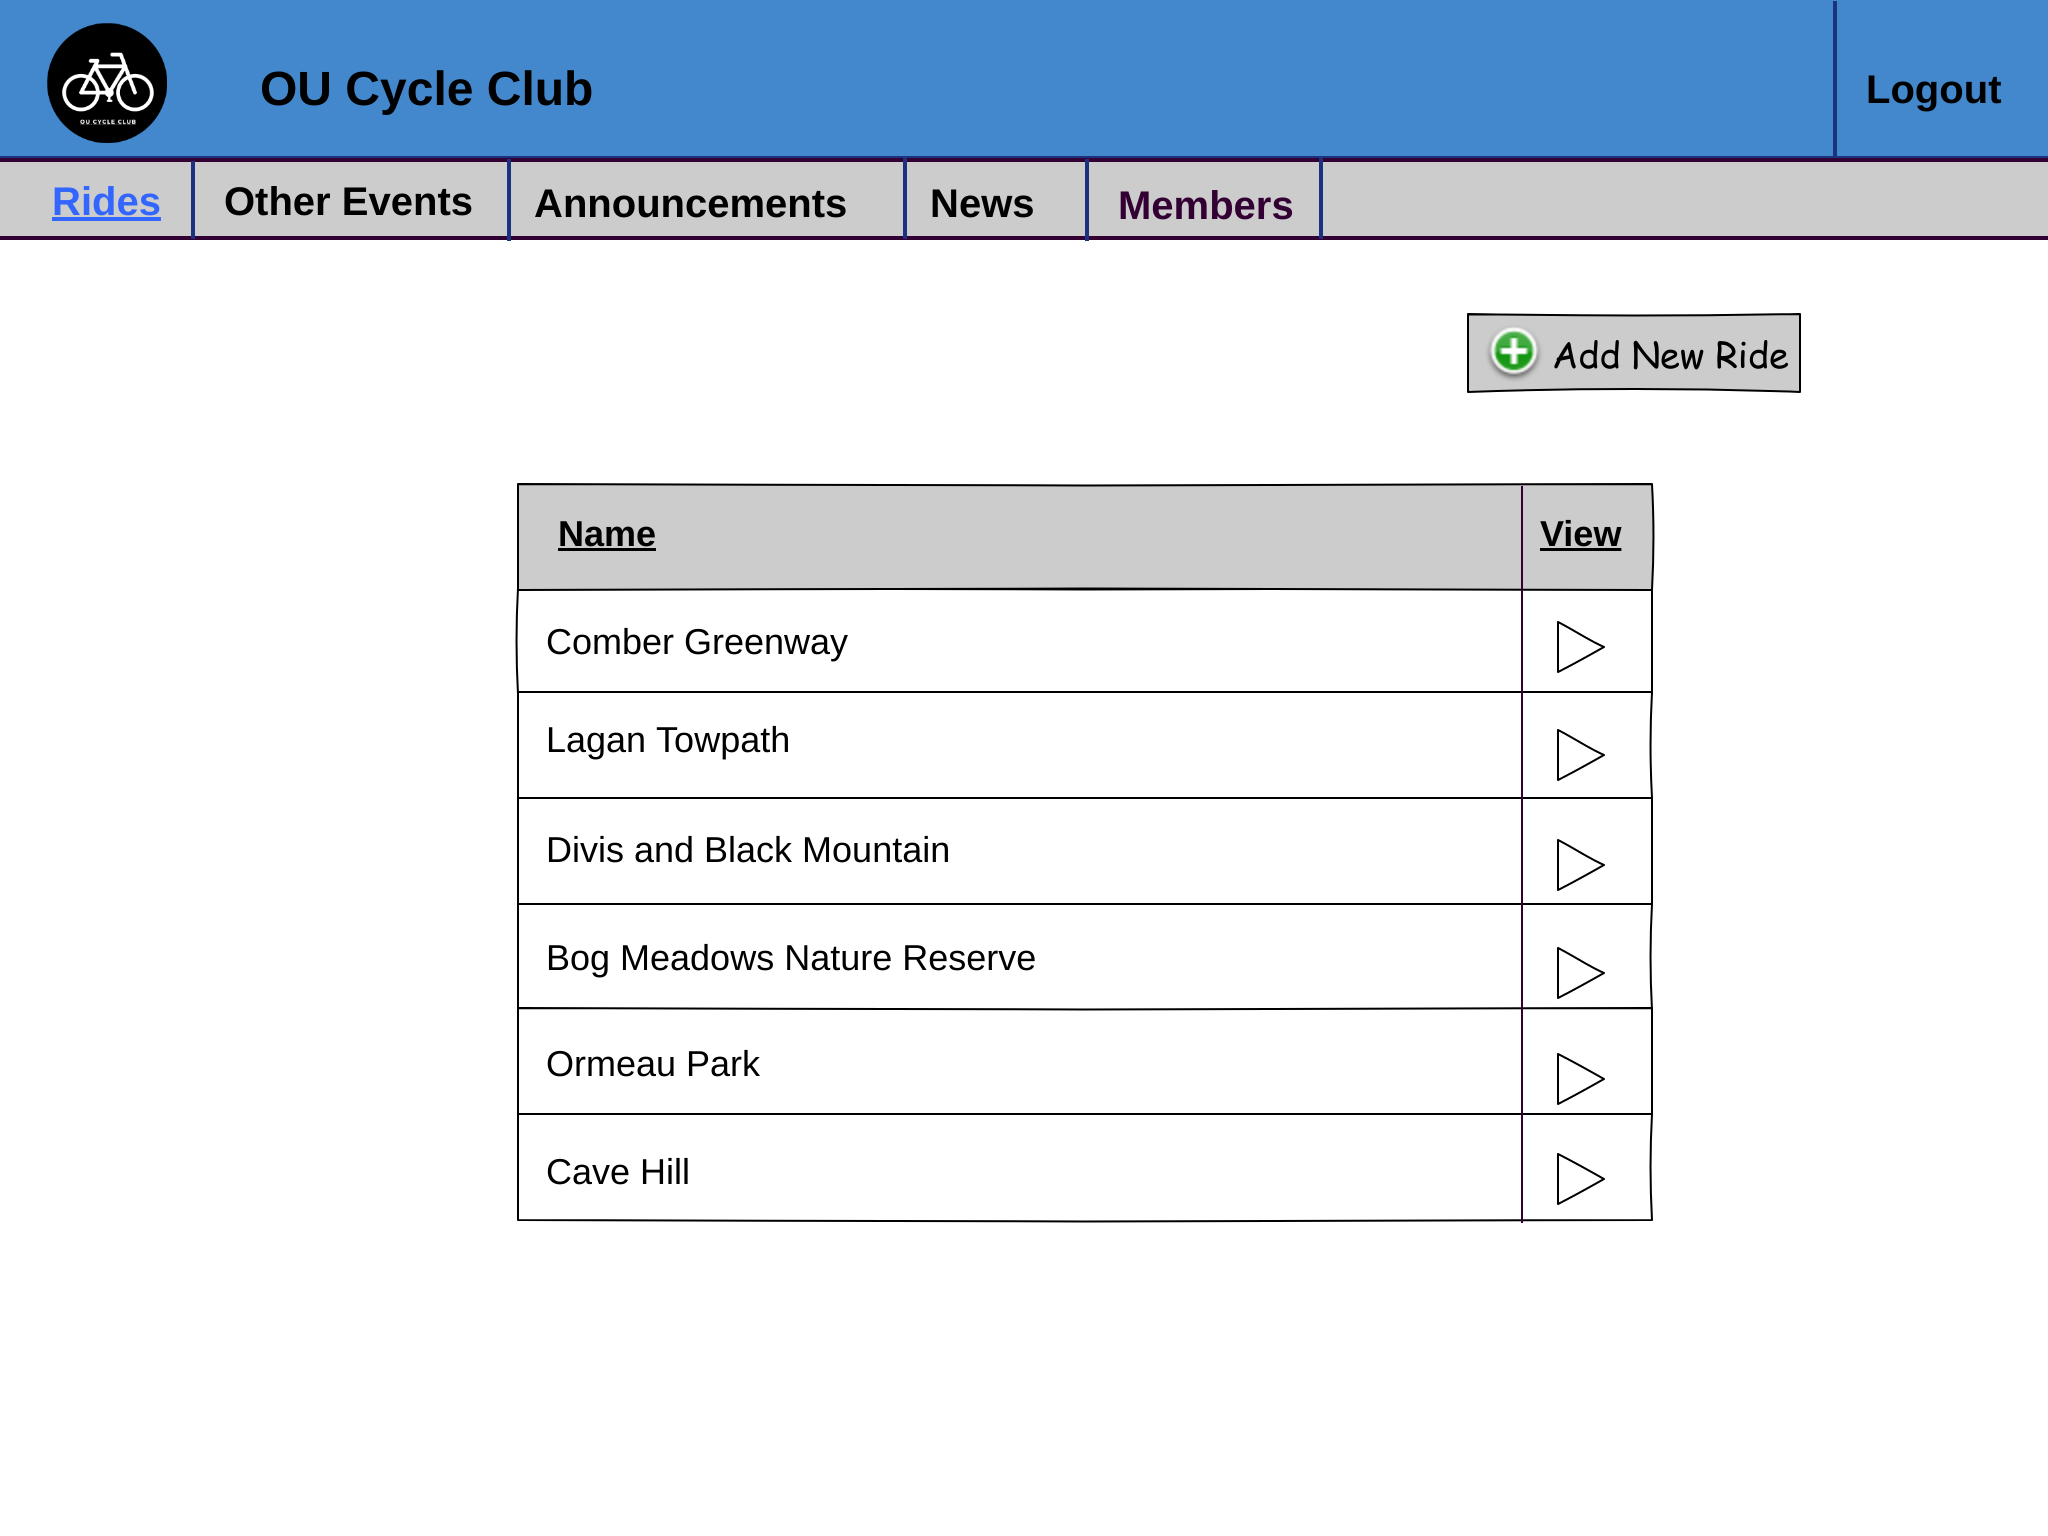 OU CYCLE CLUB
OU Cycle Club
Logout
Rides
Other Events
Announcements
News
Members
Add New Ride
Name
View
Comber Greenway
Lagan Towpath
Divis and Black Mountain
Bog Meadows Nature Reserve
Ormeau Park
Cave Hill